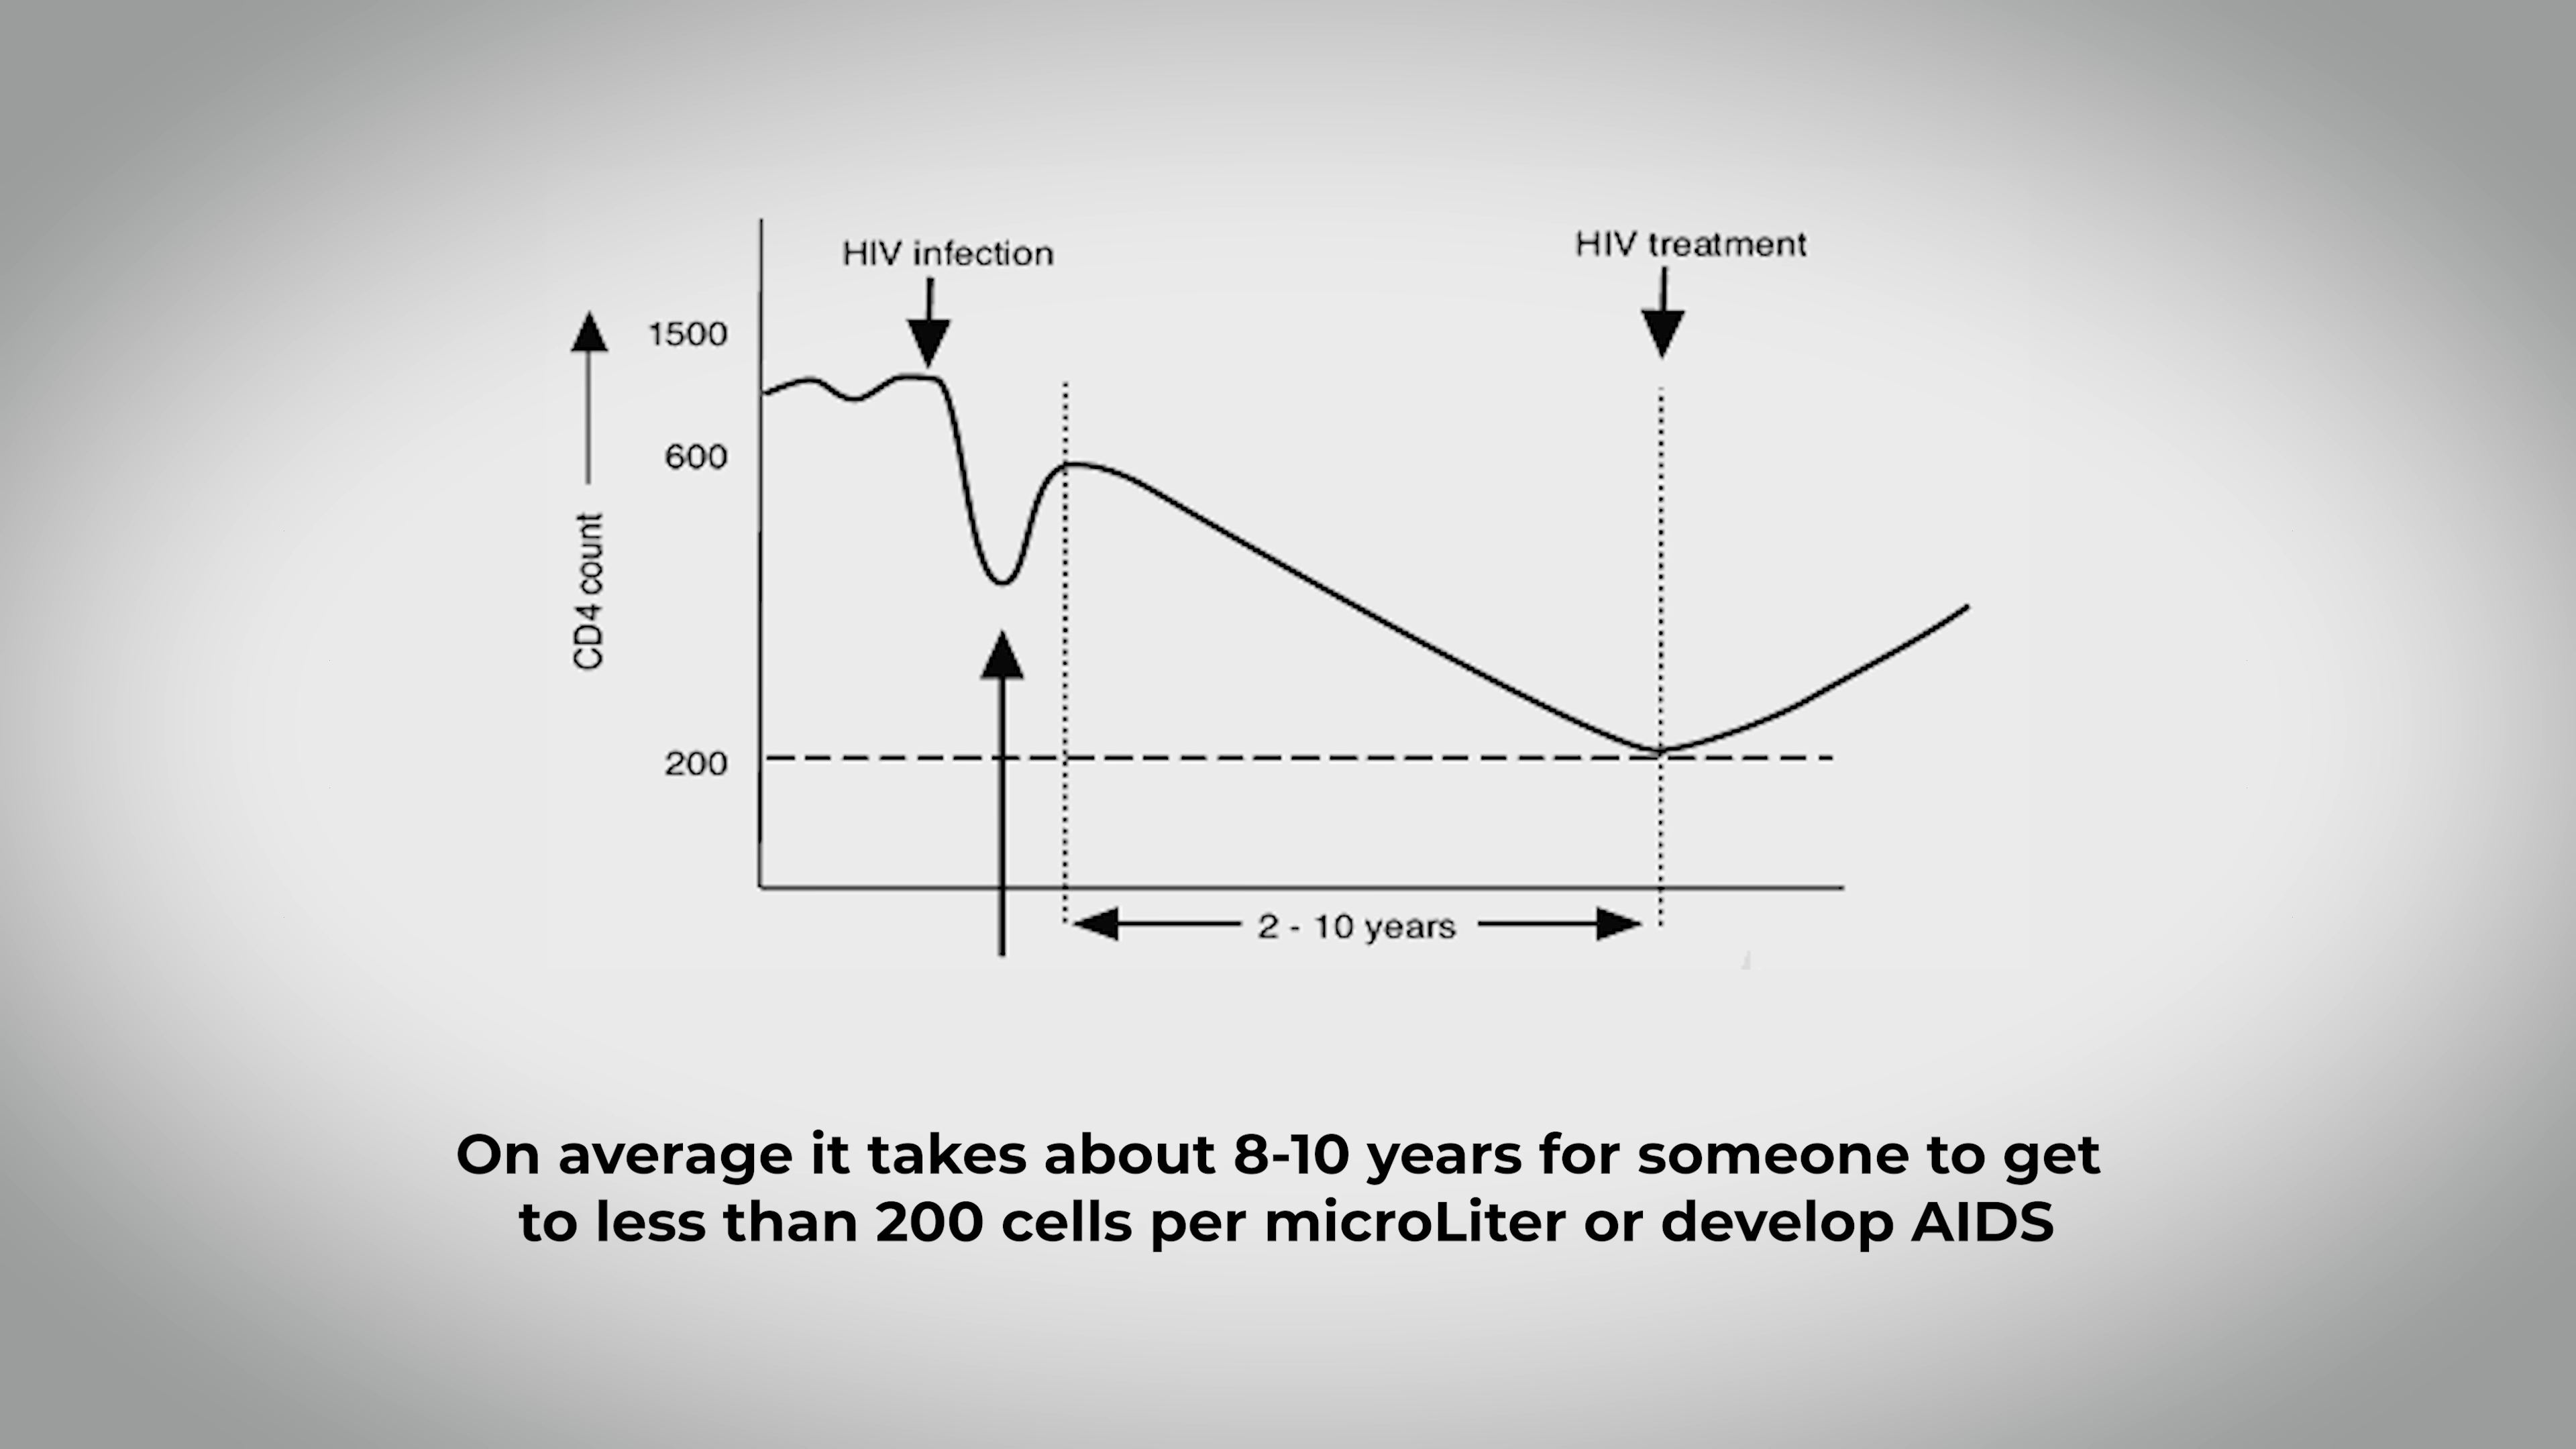 HIV infection
HIV treatment
1500
600
200
CD4 count
2 - 10 years
On average it takes about 8-10 years for someone to get
to less than 200 cells per microLiter or develop AIDS